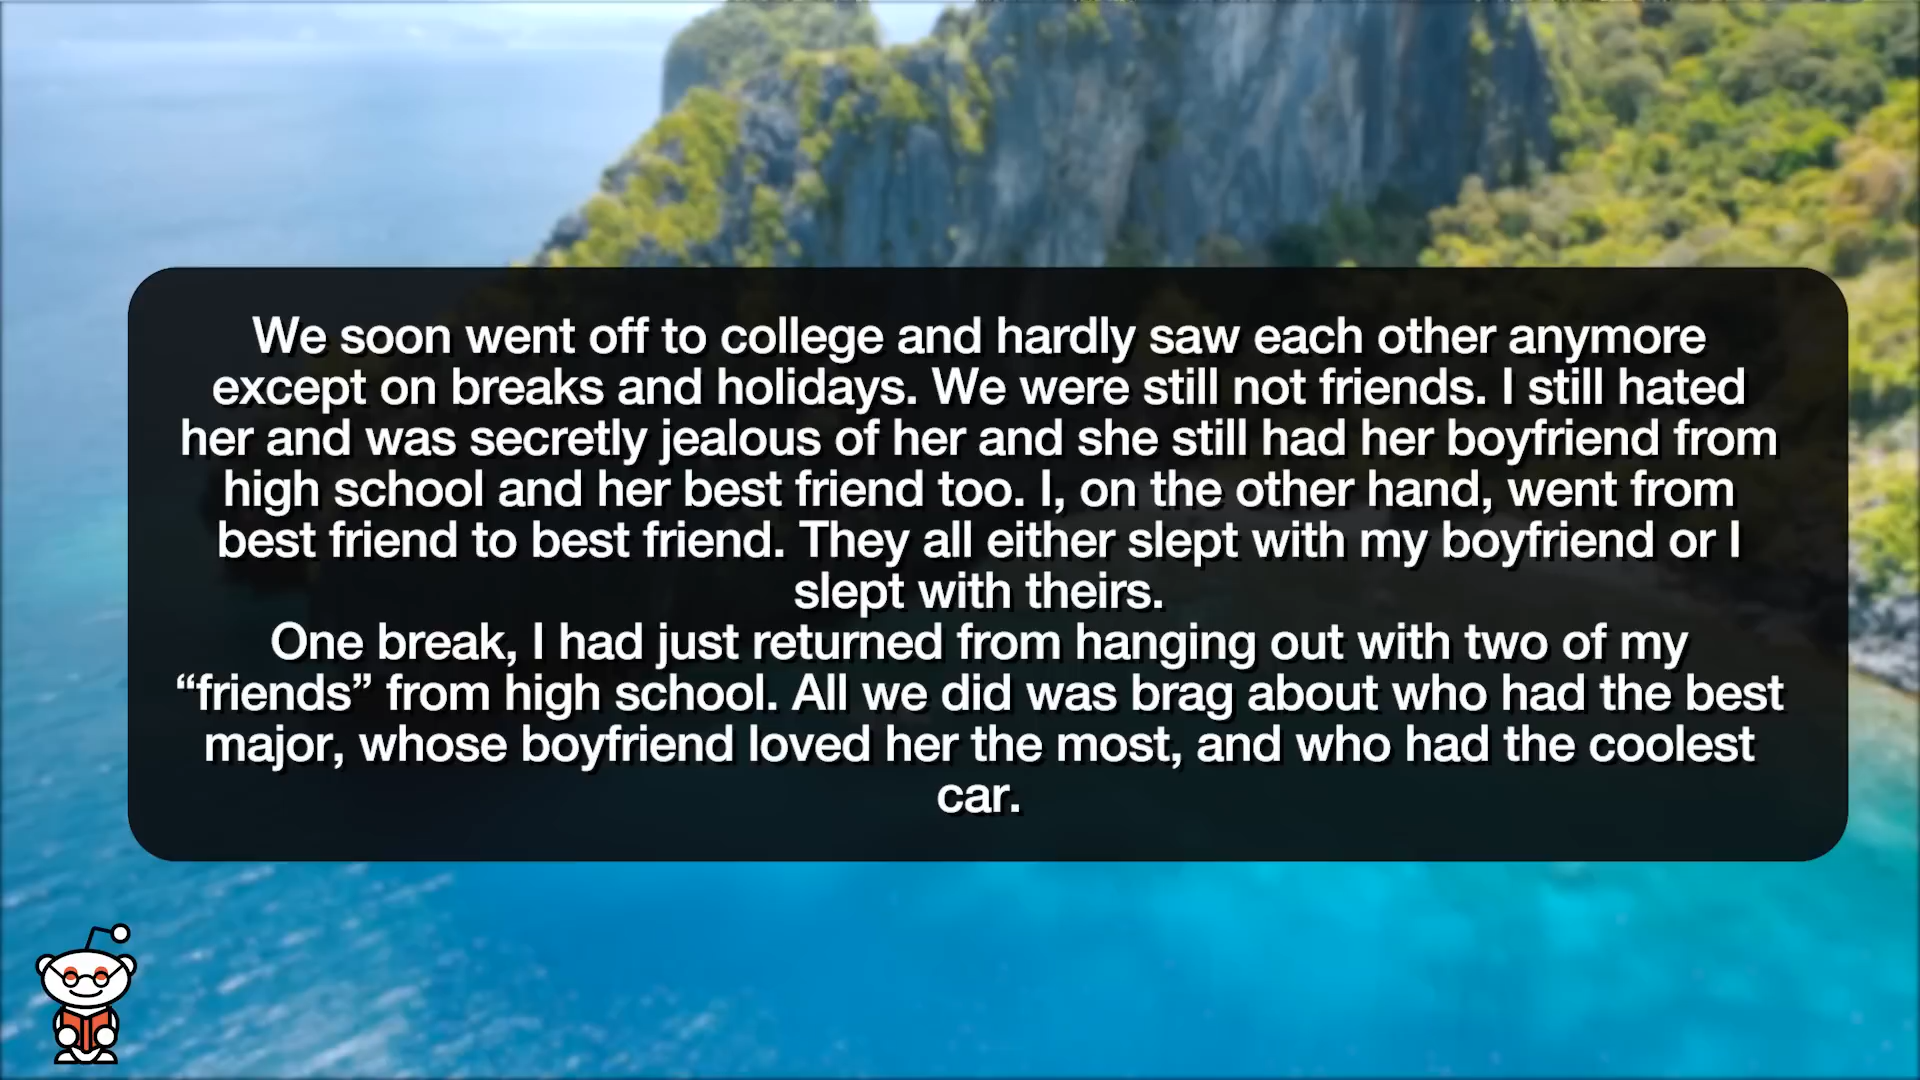 We soon went off to college and hardly saw each other anymore
except on breaks and holidays. We were still not friends. I still hated
her and was secretly jealous of her and she still had her boyfriend from
high school and her best friend too. I, on the other hand, went from
best friend to best friend. They all either slept with my boyfriend or I
slept with theirs.
One break, I had just returned from hanging out with two of my
“friends” from high school. All we did was brag about who had the best
major, whose boyfriend loved her the most, and who had the coolest
car.